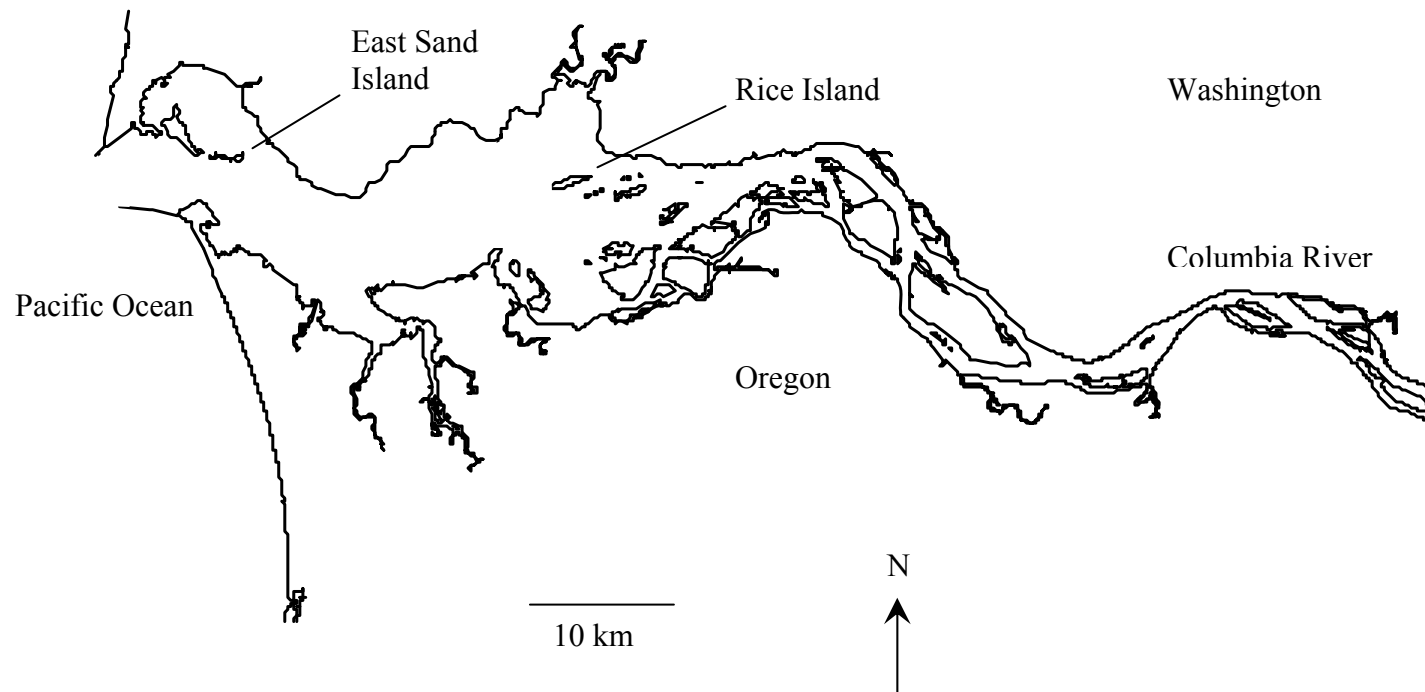 East Sand
Island
Rice Island
Washington
Columbia River
Pacific Ocean
Oregon
N
10 km